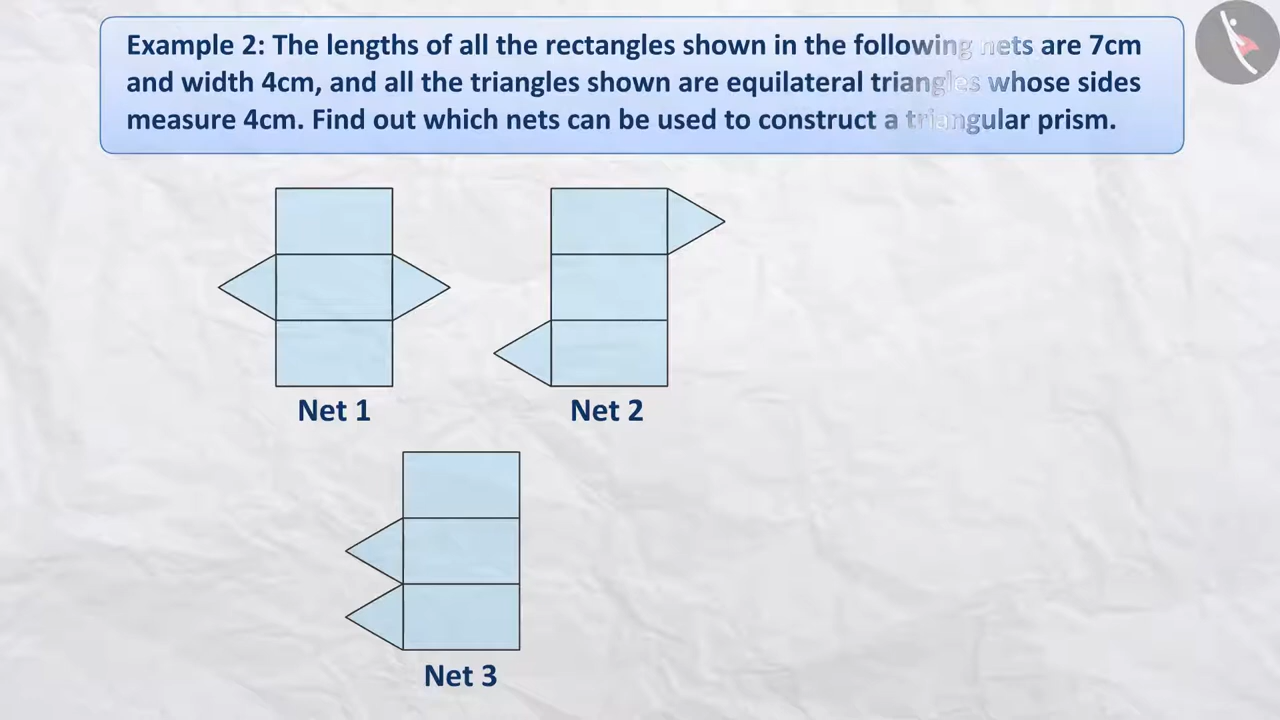 Example 2: The lengths of all the rectangles shown in the following nets are 7cm
and width 4cm, and all the triangles shown are equilateral triangles whose sides
measure 4cm. Find out which nets can be used to construct a triangular prism.
Net 1
Net 2
Net 3